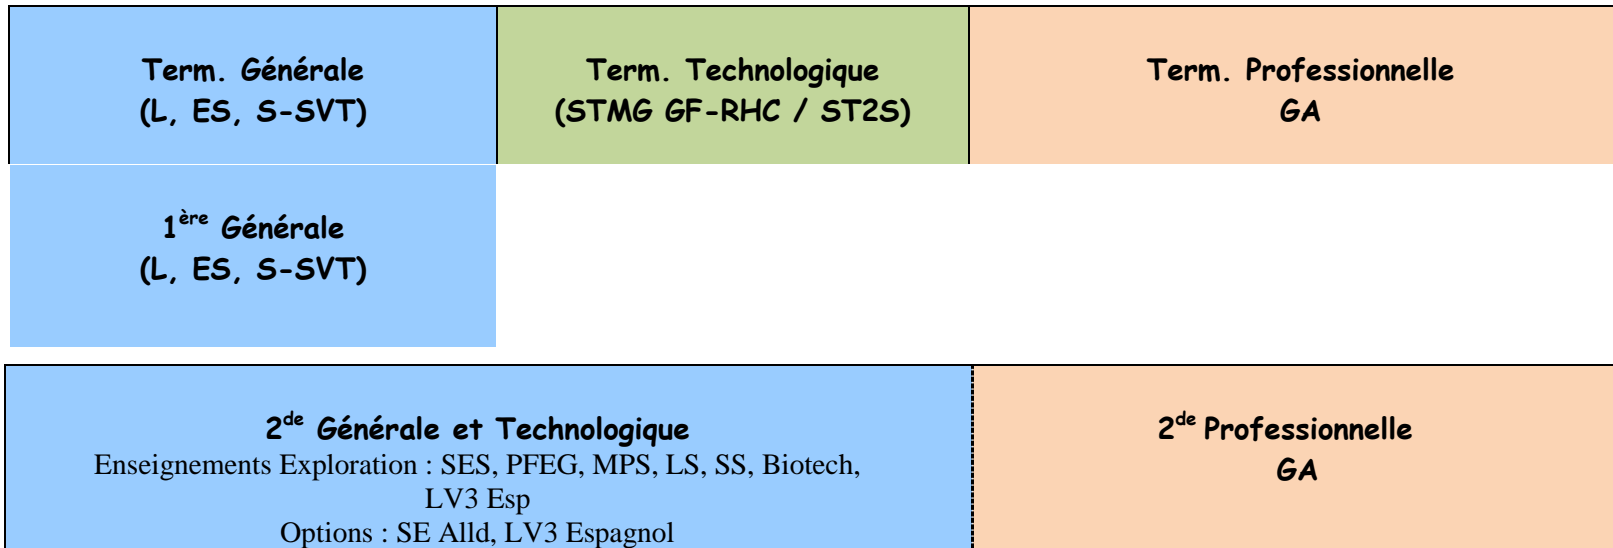 Term. Générale
(L, ES, S-SVT)
Term. Technologique
(STMG GF-RHC / ST2S)
Term. Professionnelle
GA
1ère Générale
(L, ES, S-SVT)
2de Générale et Technologique
Enseignements Exploration : SES, PFEG, MPS, LS, SS, Biotech,
LV3 Esp
Options : SE Alld, LV3 Espagnol
2de Professionnelle
GA